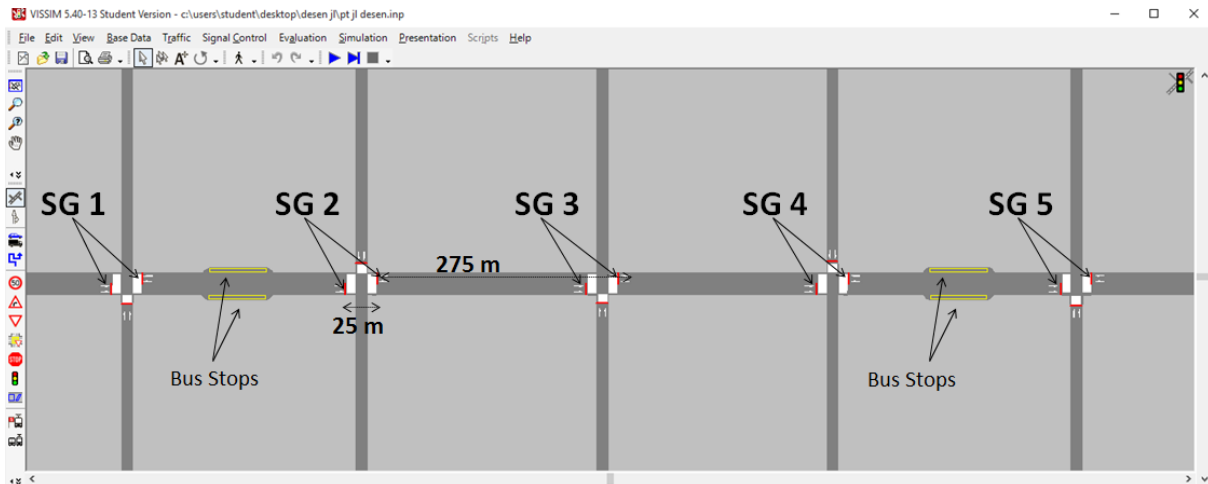 VISSIM 5.40-13 Student Version - c:\users\student\desktop\desen jl\pt jl desen.inp
File Edit View Base Data Traffic Signal Control Evaluation Simulation Presentation Scripts Help
SG 1 SG 2 SG 3 SG 4 SG 5
275 m
25 m
Bus Stops Bus Stops
50
STOP